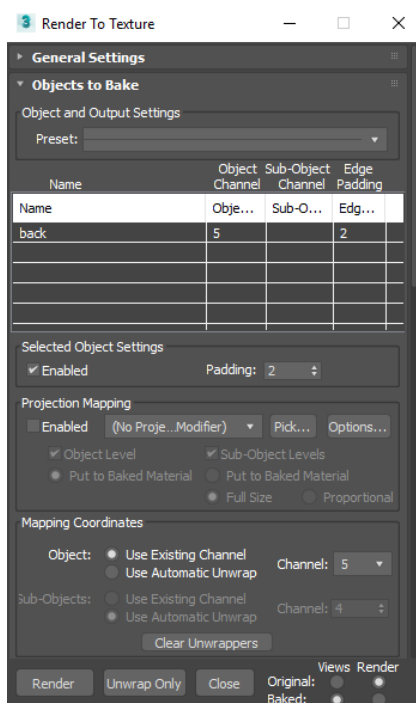 3 Render To Texture
General Settings
Objects to Bake
Object and Output Settings
Preset:
Name Object Channel Sub-Object Channel Edge Padding
Name Obje... Sub-O... Edg...
back 5 2
Selected Object Settings
Enabled Padding: 2
Projection Mapping
Enabled (No Proje...Modifier) Pick... Options...
Object Level Sub-Object Levels
Put to Baked Material Put to Baked Material
Full Size Proportional
Mapping Coordinates
Object: Use Existing Channel Channel: 5
Use Automatic Unwrap
Sub-Objects: Use Existing Channel Channel: 4
Use Automatic Unwrap
Clear Unwrappers
Views Render
Render Unwrap Only Close Original:
Baked: